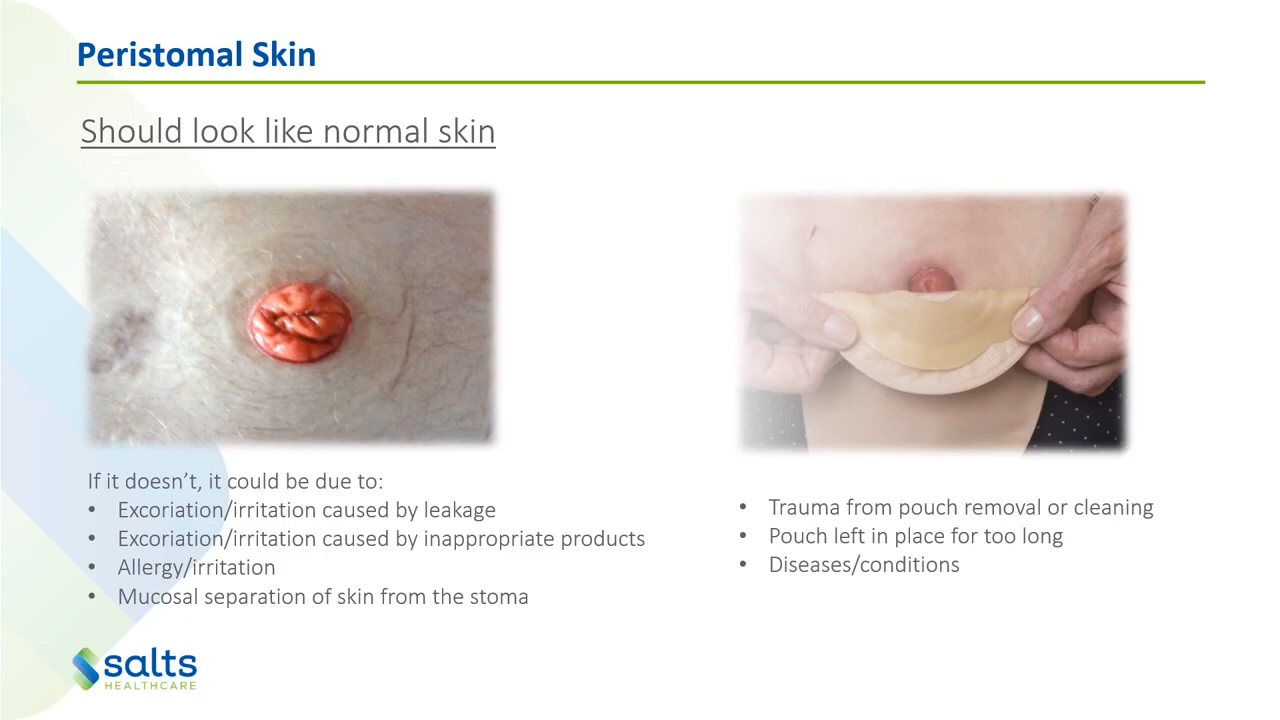 Peristomal Skin
Should look like normal skin
If it doesn’t, it could be due to:
• Excoriation/irritation caused by leakage
• Excoriation/irritation caused by inappropriate products
• Allergy/irritation
• Mucosal separation of skin from the stoma
• Trauma from pouch removal or cleaning
• Pouch left in place for too long
• Diseases/conditions
salts
HEALTHCARE